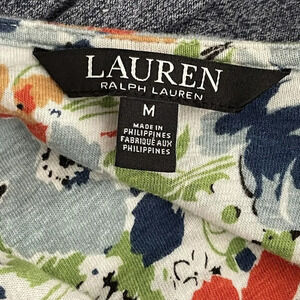 LAUREN
RALPH LAUREN
M
MADE IN
PHILIPPINES
FABRIQUÉ AUX
PHILIPPINES